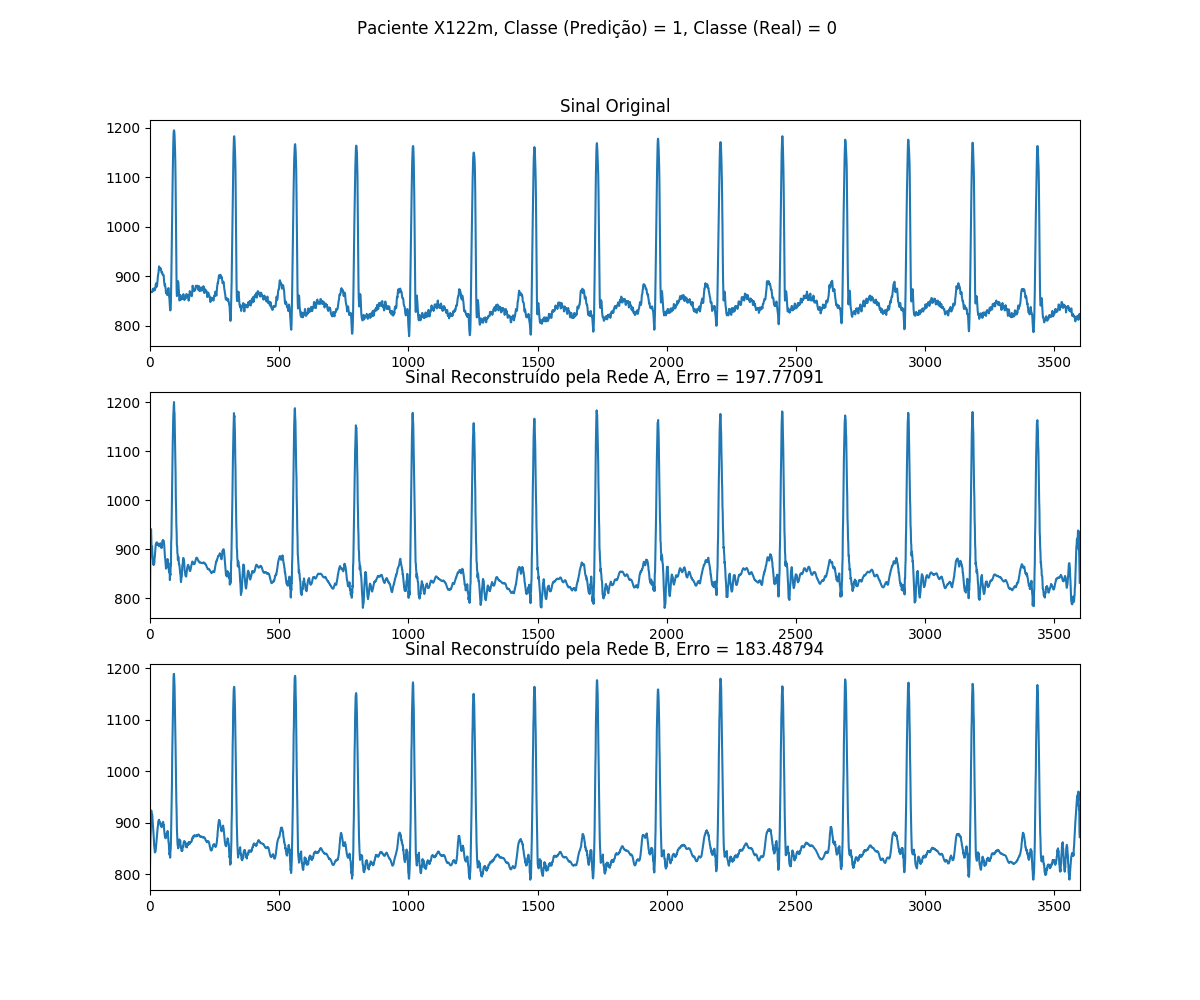 Paciente X122m, Classe (Predição) = 1, Classe (Real) = 0
Sinal Original
1200
1100
1000
900
800
0 500 1000 1500 2000 2500 3000 3500
Sinal Reconstruído pela Rede A, Erro = 197.77091
1200
1100
1000
900
800
0 500 1000 1500 2000 2500 3000 3500
Sinal Reconstruído pela Rede B, Erro = 183.48794
1200
1100
1000
900
800
0 500 1000 1500 2000 2500 3000 3500